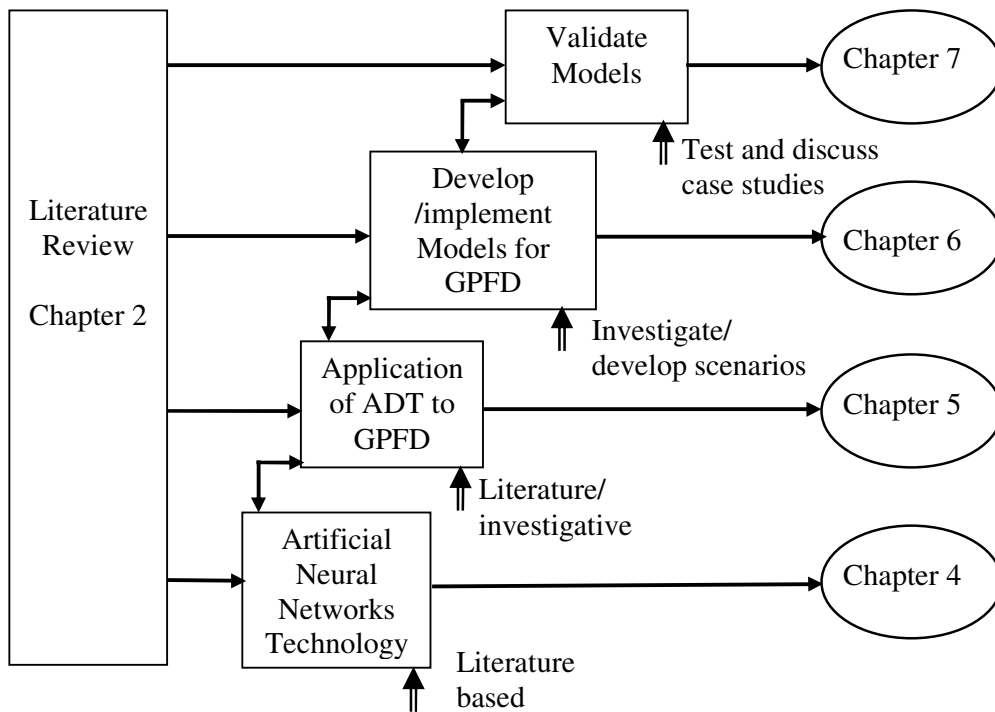 Validate
Models
Chapter 7
Test and discuss
case studies
Literature
Review
Chapter 2
Develop
/implement
Models for
GPFD
Chapter 6
Investigate/
develop scenarios
Application
of ADT to
GPFD
Chapter 5
Literature/
investigative
Artificial
Neural
Networks
Technology
Chapter 4
Literature
based